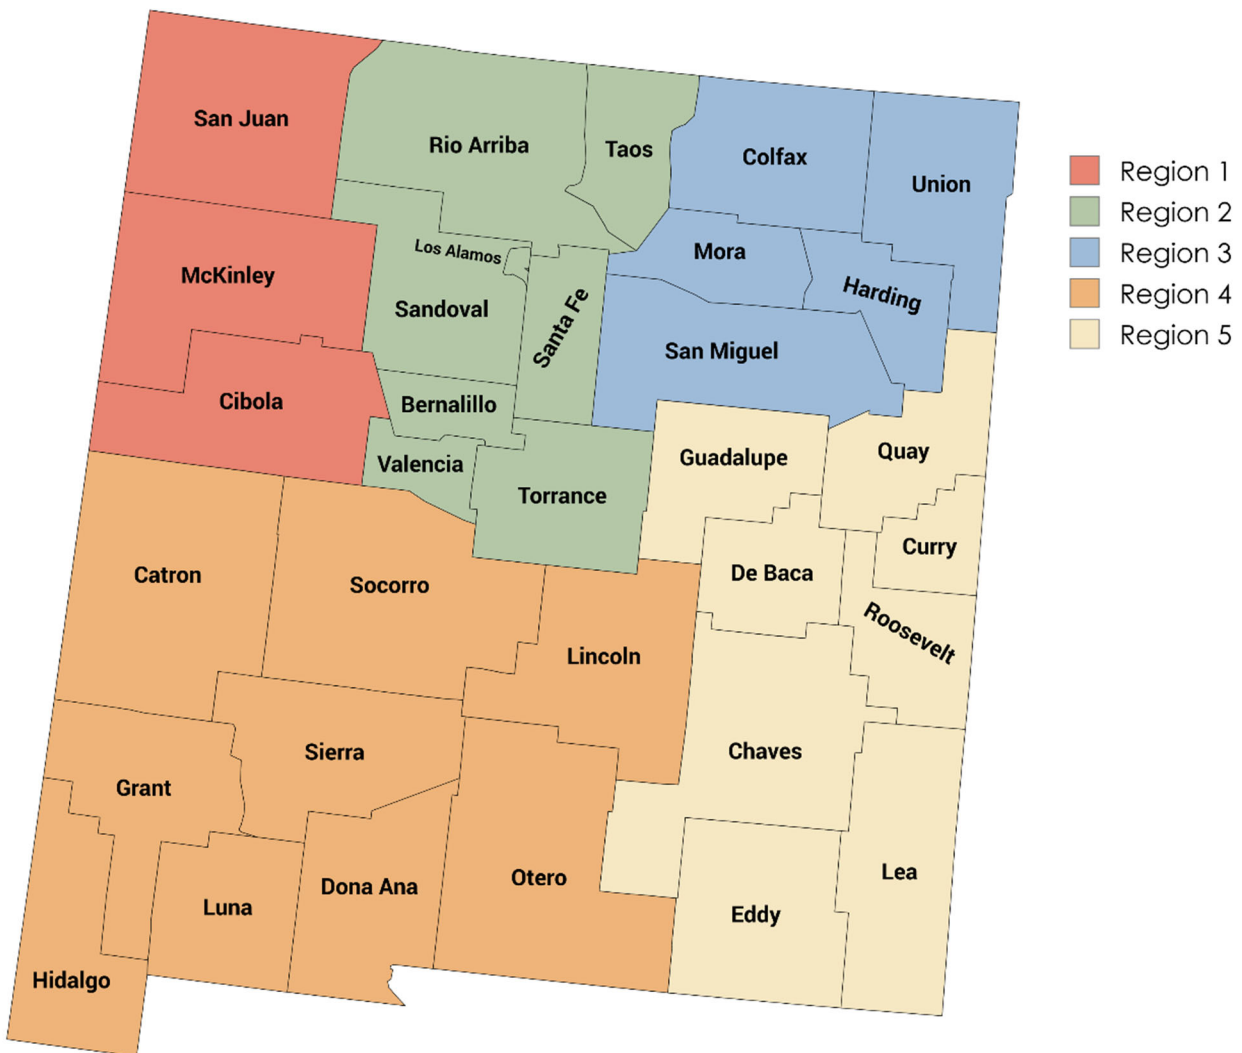 San Juan
Rio Arriba
Taos
Colfax
Union
Region 1
Region 2
Region 3
Region 4
Region 5
McKinley
Los Alamos
Sandoval
Santa Fe
Mora
Harding
San Miguel
Cibola
Bernalillo
Valencia
Torrance
Guadalupe
Quay
Curry
De Baca
Roosevelt
Catron
Socorro
Lincoln
Sierra
Chaves
Grant
Otero
Dona Ana
Luna
Eddy
Lea
Hidalgo